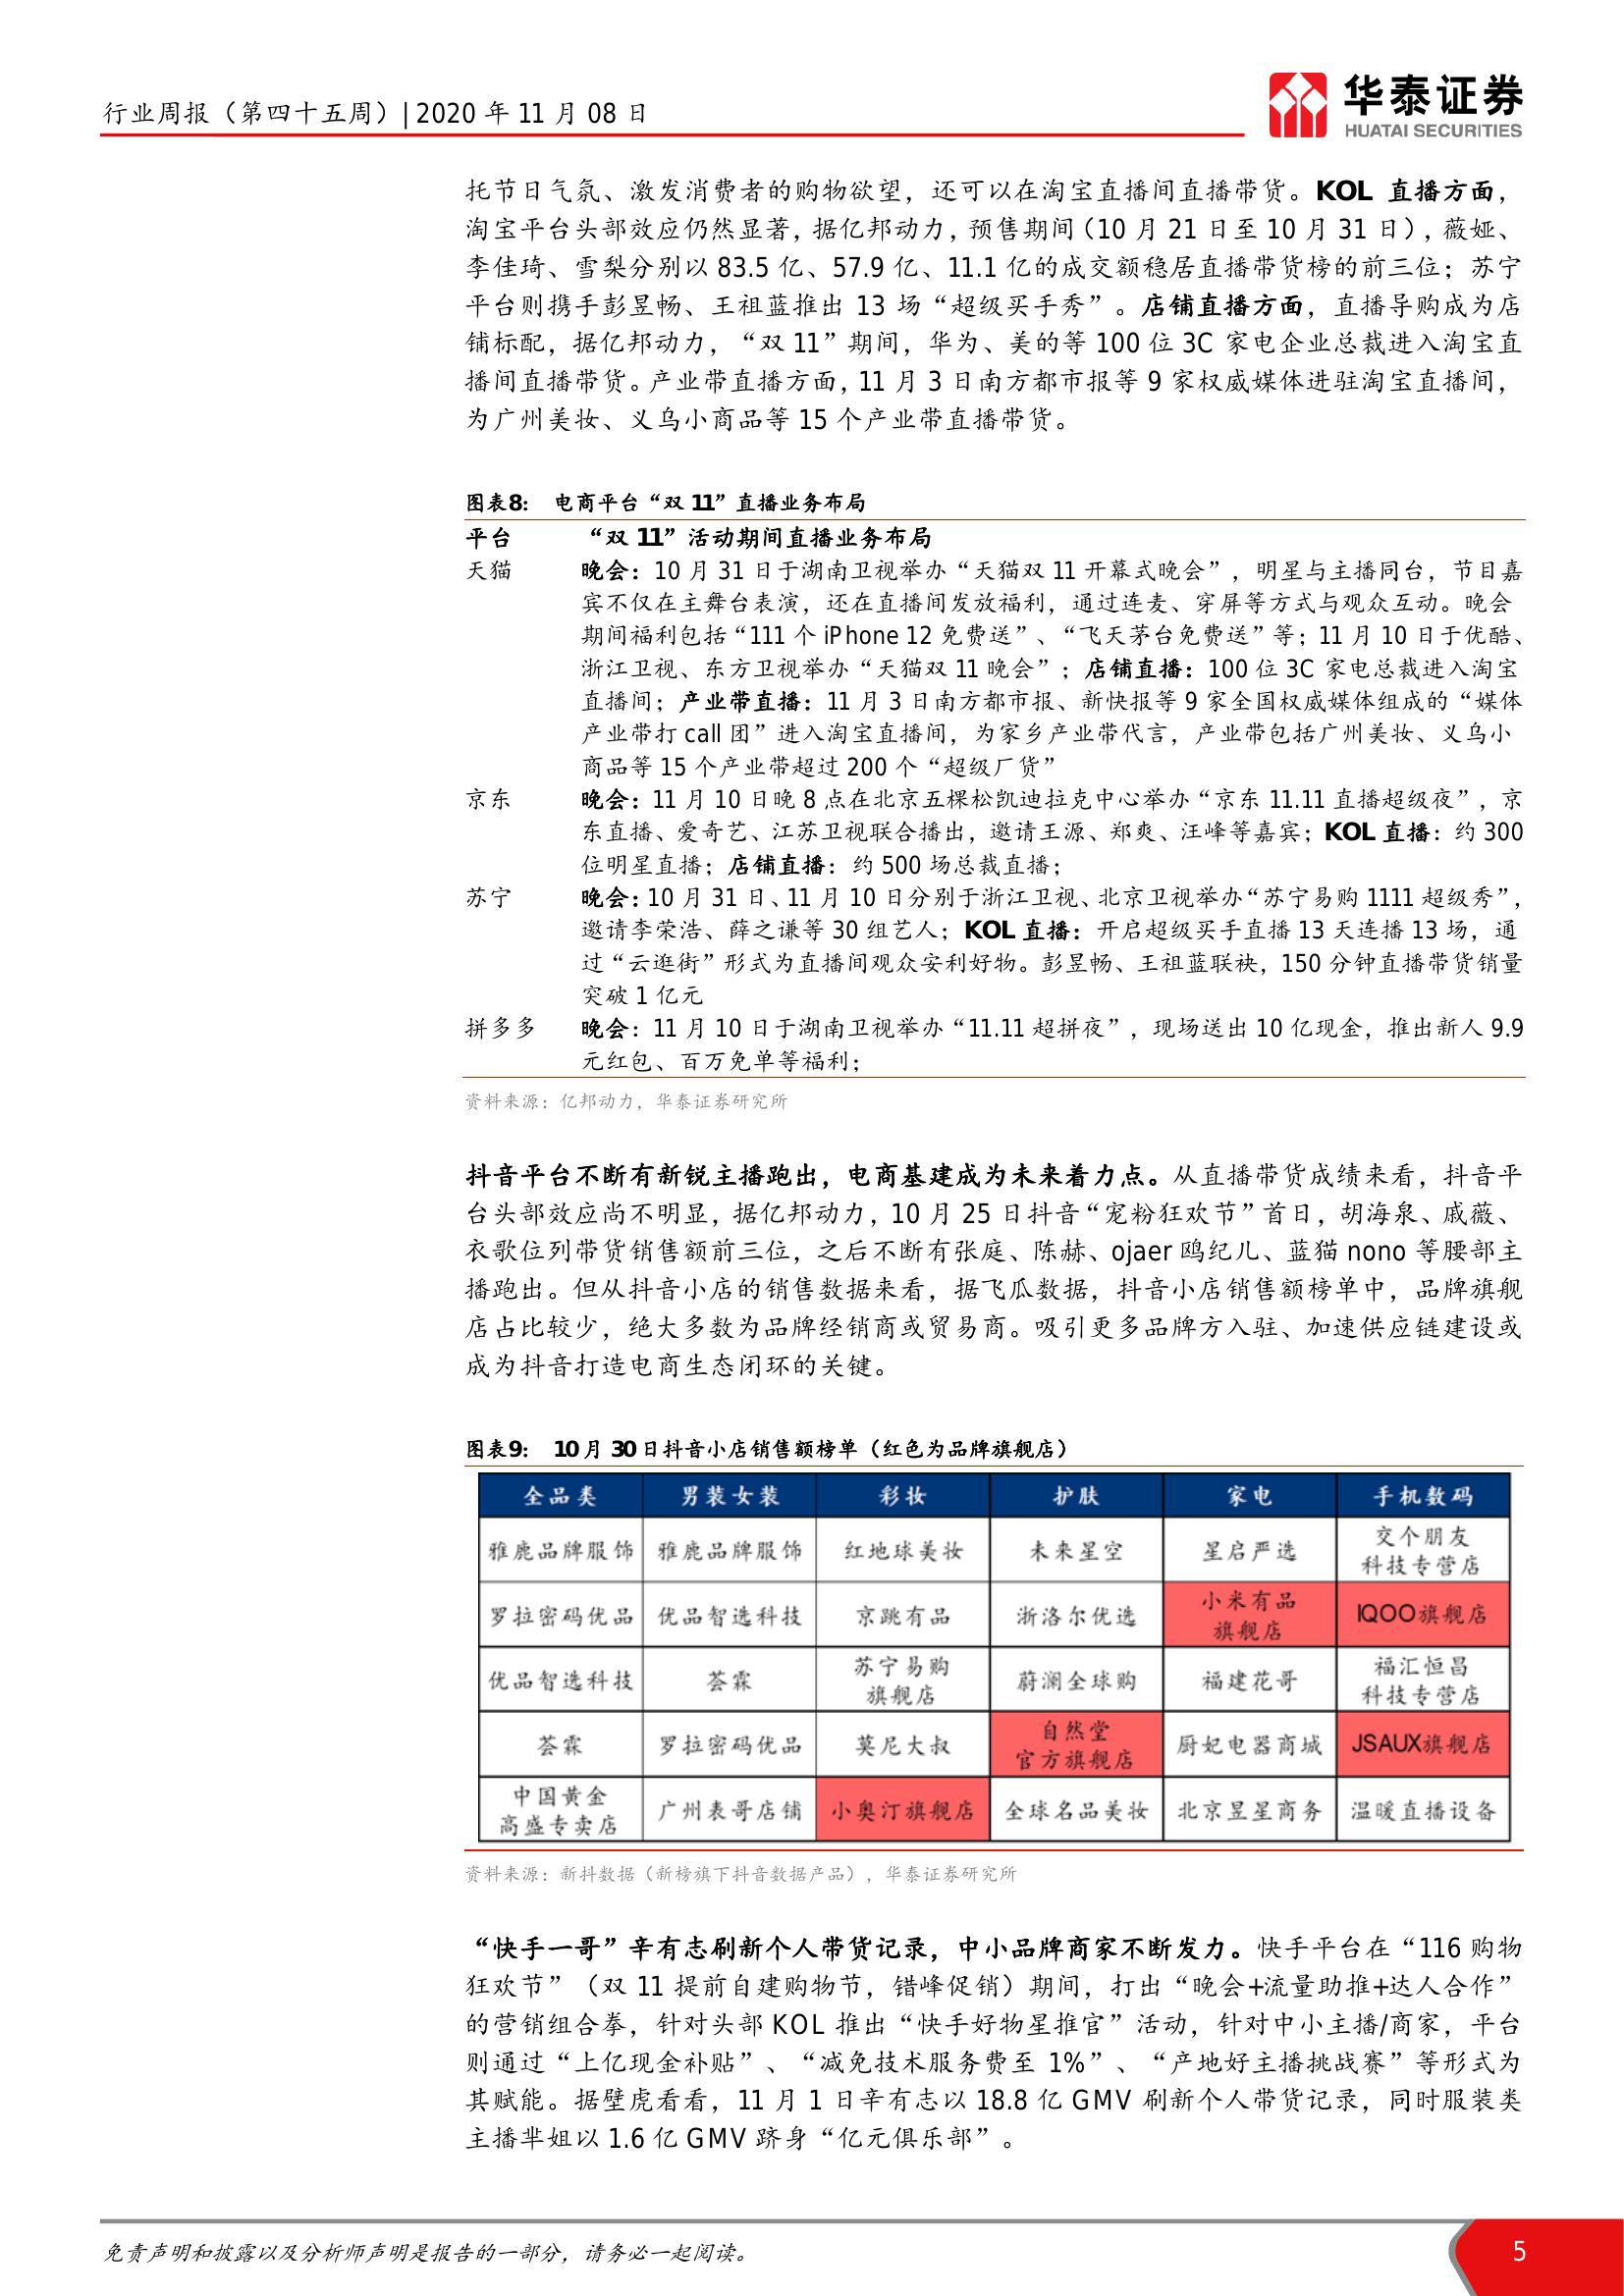 行业周报（第四十五周）|2020 年 11 月 08 日
华泰证券
HUATAI SECURITIES
托节日气氛、激发消费者的购物欲望，还可以在淘宝直播间直播带货。KOL 直播方面，
淘宝平台头部效应仍然显著，据亿邦动力，预售期间（10 月 21 日至 10 月 31 日），薇娅、
李佳琦、雪梨分别以 83.5 亿、57.9 亿、11.1 亿的成交额稳居直播带货榜的前三位；苏宁
平台则携手彭昱畅、王祖蓝推出 13 场“超级买手秀”。店铺直播方面，直播导购成为店
铺标配，据亿邦动力，“双 11”期间，华为、美的等 100 位 3C 家电企业总裁进入淘宝直
播间直播带货。产业带直播方面，11 月 3 日南方都市报等 9 家权威媒体进驻淘宝直播间，
为广州美妆、义乌小商品等 15 个产业带直播带货。
图表8： 电商平台“双 11”直播业务布局
平台 “双 11”活动期间直播业务布局
天猫 晚会：10 月 31 日于湖南卫视举办“天猫双 11 开幕式晚会”，明星与主播同台，节目嘉
宾不仅在主舞台表演，还在直播间发放福利，通过连麦、穿屏等方式与观众互动。晚会
期间福利包括“111 个 iPhone 12 免费送”、“飞天茅台免费送”等；11 月 10 日于优酷、
浙江卫视、东方卫视举办“天猫双 11 晚会”；店铺直播：100 位 3C 家电总裁进入淘宝
直播间；产业带直播：11 月 3 日南方都市报、新快报等 9 家全国权威媒体组成的“媒体
产业带打 call 团”进入淘宝直播间，为家乡产业带代言，产业带包括广州美妆、义乌小
商品等 15 个产业带超过 200 个“超级厂货”
京东 晚会：11 月 10 日晚 8 点在北京五棵松凯迪拉克中心举办“京东 11.11 直播超级夜”，京
东直播、爱奇艺、江苏卫视联合播出，邀请王源、郑爽、汪峰等嘉宾；KOL 直播：约 300
位明星直播；店铺直播：约 500 场总裁直播；
苏宁 晚会：10 月 31 日、11 月 10 日分别于浙江卫视、北京卫视举办“苏宁易购 1111 超级秀”，
邀请李荣浩、薛之谦等 30 组艺人；KOL 直播：开启超级买手直播 13 天连播 13 场，通
过“云逛街”形式为直播间观众安利好物。彭昱畅、王祖蓝联袂，150 分钟直播带货销量
突破 1 亿元
拼多多 晚会：11 月 10 日于湖南卫视举办“11.11 超拼夜”，现场送出 10 亿现金，推出新人 9.9
元红包、百万免单等福利；
资料来源：亿邦动力，华泰证券研究所
抖音平台不断有新锐主播跑出，电商基建成为未来着力点。从直播带货成绩来看，抖音平
台头部效应尚不明显，据亿邦动力，10 月 25 日抖音“宠粉狂欢节”首日，胡海泉、戚薇、
衣歌位列带货销售额前三位，之后不断有张庭、陈赫、ojaer 鸥纪儿、蓝猫 nono 等腰部主
播跑出。但从抖音小店的销售数据来看，据飞瓜数据，抖音小店销售额榜单中，品牌旗舰
店占比较少，绝大多数为品牌经销商或贸易商。吸引更多品牌方入驻、加速供应链建设或
成为抖音打造电商生态闭环的关键。
图表9： 10 月 30 日抖音小店销售额榜单（红色为品牌旗舰店）
全品类 男装女装 彩妆 护肤 家电 手机数码
雅鹿品牌服饰 雅鹿品牌服饰 红地球美妆 未来星空 星启严选 交个朋友科技专营店
罗拉密码优品 优品智选科技 京跳有品 浙洛尔优选 小米有品旗舰店 IQOO旗舰店
优品智选科技 荟霖 苏宁易购旗舰店 蔚澜全球购 福建花哥 福汇恒昌科技专营店
荟霖 罗拉密码优品 莫尼大叔 自然堂官方旗舰店 厨妃电器商城 JSAUX旗舰店
中国黄金高盛专卖店 广州表哥店铺 小奥汀旗舰店 全球名品美妆 北京昱星商务 温暖直播设备
资料来源：新抖数据（新榜旗下抖音数据产品），华泰证券研究所
“快手一哥”辛有志刷新个人带货记录，中小品牌商家不断发力。快手平台在“116 购物
狂欢节”（双 11 提前自建购物节，错峰促销）期间，打出“晚会+流量助推+达人合作”
的营销组合拳，针对头部 KOL 推出“快手好物星推官”活动，针对中小主播/商家，平台
则通过“上亿现金补贴”、“减免技术服务费至 1%”、“产地好主播挑战赛”等形式为
其赋能。据壁虎看看，11 月 1 日辛有志以 18.8 亿 GMV 刷新个人带货记录，同时服装类
主播芈姐以 1.6 亿 GMV 跻身“亿元俱乐部”。
免责声明和披露以及分析师声明是报告的一部分，请务必一起阅读。
5